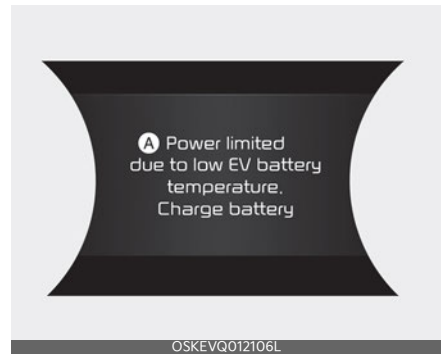 A Power limited
due to low EV battery
temperature.
Charge battery
OSKEVQ012106L